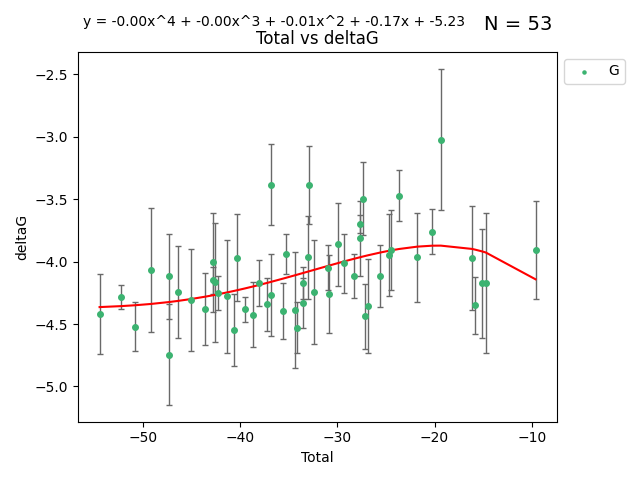 y = -0.00x^4 + -0.00x^3 + -0.01x^2 + -0.17x + -5.23
N = 53
Total vs deltaG
G
deltaG
−2.5
−3.0
−3.5
−4.0
−4.5
−5.0
−50
−40
−30
−20
−10
Total